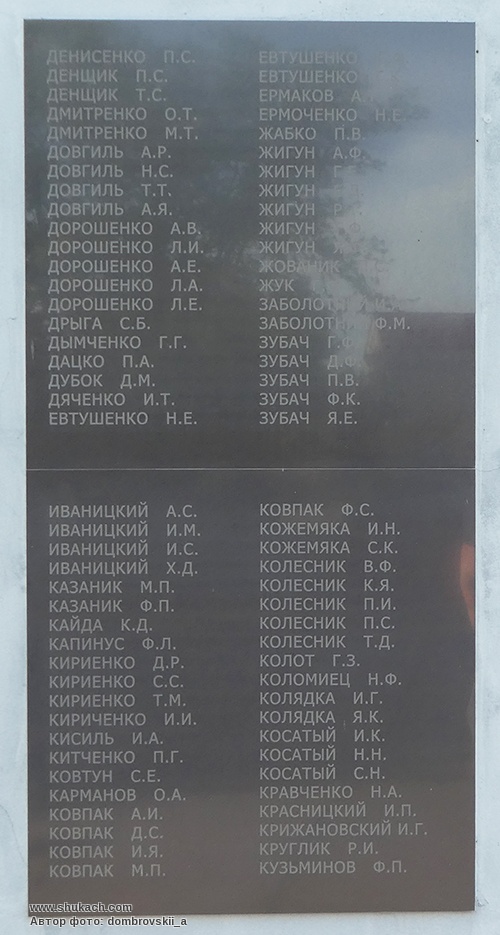 ДЕНИСЕНКО П.С.
ДЕНЩИК П.С.
ДЕНЩИК Т.С.
ДМИТРЕНКО О.Т.
ДМИТРЕНКО М.Т.
ДОВГИЛЬ А.Р.
ДОВГИЛЬ Н.С.
ДОВГИЛЬ Т.Т.
ДОВГИЛЬ А.Я.
ДОРОШЕНКО А.В.
ДОРОШЕНКО Л.И.
ДОРОШЕНКО А.Е.
ДОРОШЕНКО Л.А.
ДОРОШЕНКО Л.Е.
ДРЫГА С.Б.
ДЫМЧЕНКО Г.Г.
ДАЦКО П.А.
ДУБОК Д.М.
ДЯЧЕНКО И.Т.
ЕВТУШЕНКО Н.Е.
ЕВТУШЕНКО
ЕВТУШЕНКО
ЕРМАКОВ
ЕРМОЧЕНКО Н.Е.
ЖАБКО П.В.
ЖИГУН А.Ф.
ЖИГУН
ЖИГУН
ЖИГУН
ЖИГУН
ЖИГУН
ЖОВАНИК
ЖУК
ЗАБОЛОТНИЙ
ЗУБАЧ
ЗУБАЧ
ЗУБАЧ П.В.
ЗУБАЧ Ф.К.
ЗУБАЧ Я.Е.
ИВАНИЦКИЙ А.С.
ИВАНИЦКИЙ И.М.
ИВАНИЦКИЙ И.С.
ИВАНИЦКИЙ Х.Д.
КАЗАНИК М.П.
КАЗАНИК Ф.П.
КАЙДА К.Д.
КАПИНУС Ф.Л.
КИРИЕНКО Д.Р.
КИРИЕНКО С.С.
КИРИЕНКО Т.М.
КИРИЧЕНКО И.И.
КИСИЛЬ И.А.
КИТЧЕНКО П.Г.
КОВТУН С.Е.
КАРМАНОВ О.А.
КОВПАК А.И.
КОВПАК Д.С.
КОВПАК И.Я.
КОВПАК М.П.
КОВПАК Ф.С.
КОЖЕМЯКА И.Н.
КОЖЕМЯКА С.К.
КОЛЕСНИК В.Ф.
КОЛЕСНИК К.Я.
КОЛЕСНИК П.И.
КОЛЕСНИК П.С.
КОЛЕСНИК Т.Д.
КОЛОТ Г.З.
КОЛОМИЕЦ Н.Ф.
КОЛЯДКА И.Г.
КОЛЯДКА Я.К.
КОСАТЫЙ И.К.
КОСАТЫЙ Н.Н.
КОСАТЫЙ С.Н.
КРАВЧЕНКО Н.А.
КРАСНИЦКИЙ И.П.
КРИЖАНОВСКИЙ И.Г.
КРУГЛИК Р.И.
КУЗЬМИНОВ Ф.П.
www.shukach.com
Автор фото: dombrovskii_a